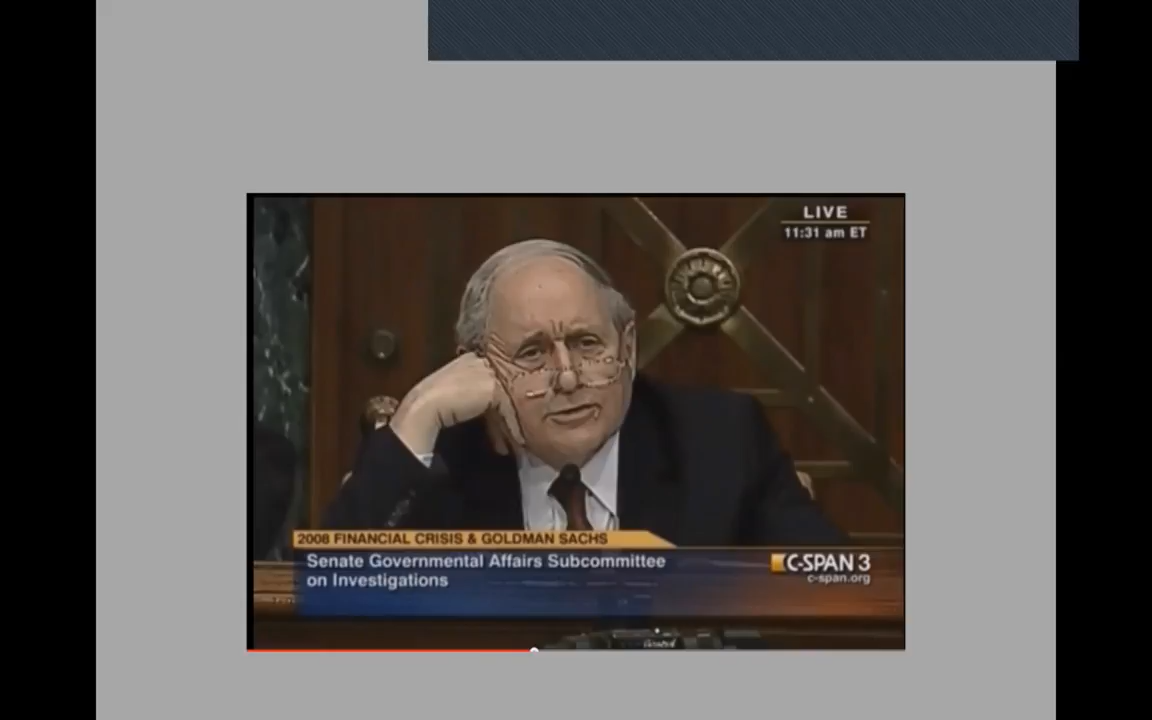 LIVE
11:31 am ET
2008 FINANCIAL CRISIS & GOLDMAN SACHS
Senate Governmental Affairs Subcommittee
on Investigations
C-SPAN 3
c-span.org